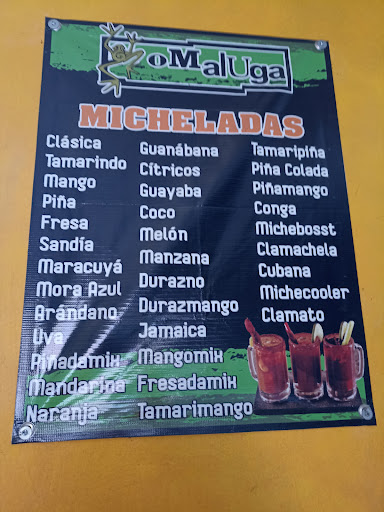 ZoMalUga
MICHELADAS
Clásica
Tamarindo
Mango
Piña
Fresa
Sandía
Maracuyá
Mora Azul
Arándano
Uva
Piñadamix
Mandarina
Naranja
Guanábana
Cítricos
Guayaba
Coco
Melón
Manzana
Durazno
Durazmango
Jamaica
Mangomix
Fresadamix
Tamarimango
Tamaripiña
Piña Colada
Piñamango
Conga
Michebosst
Clamachela
Cubana
Michecooler
Clamato